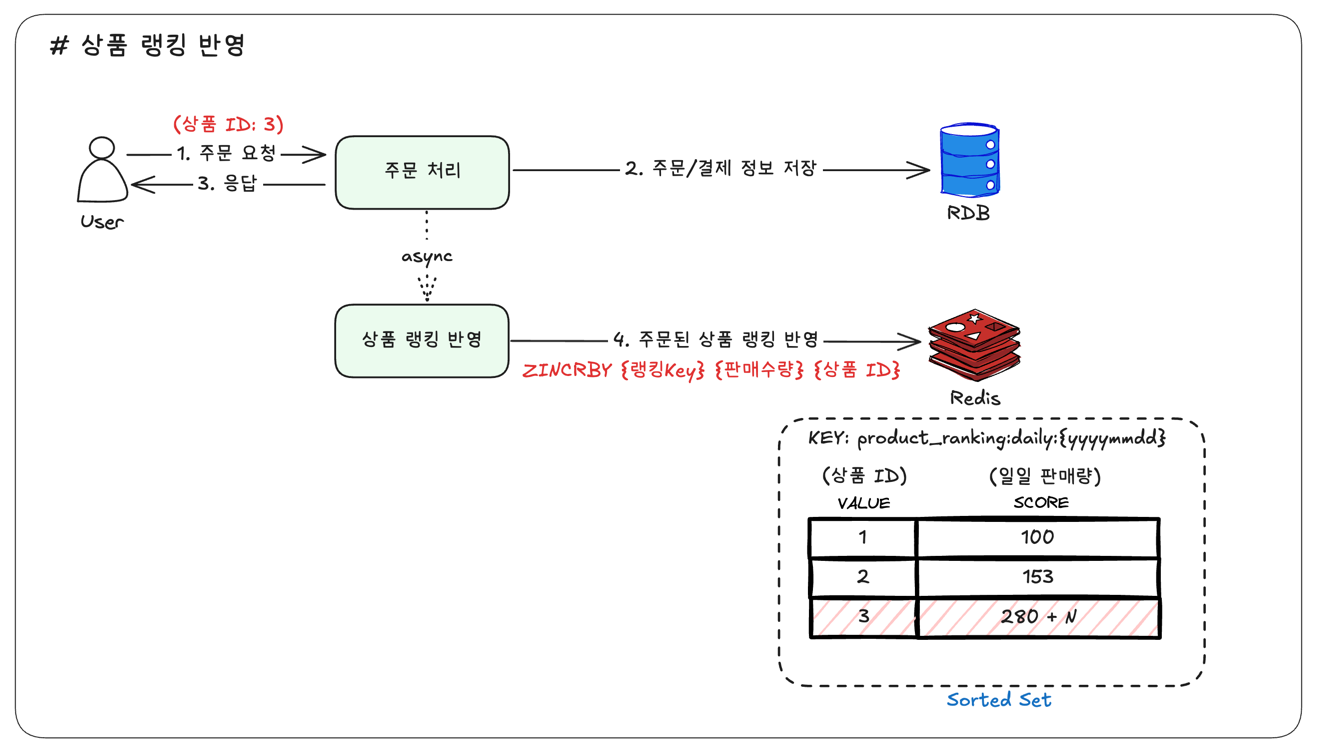 # 상품 랭킹 반영
(상품 ID: 3)
1. 주문 요청
3. 응답
User
주문 처리
2. 주문/결제 정보 저장
RDB
async
상품 랭킹 반영
4. 주문된 상품 랭킹 반영
ZINCRBY {랭킹Key} {판매수량} {상품 ID}
Redis
KEY: product_ranking:daily:{yyyymmdd}
(상품 ID) (일일 판매량)
VALUE SCORE
1 100
2 153
3 280 + N
Sorted Set